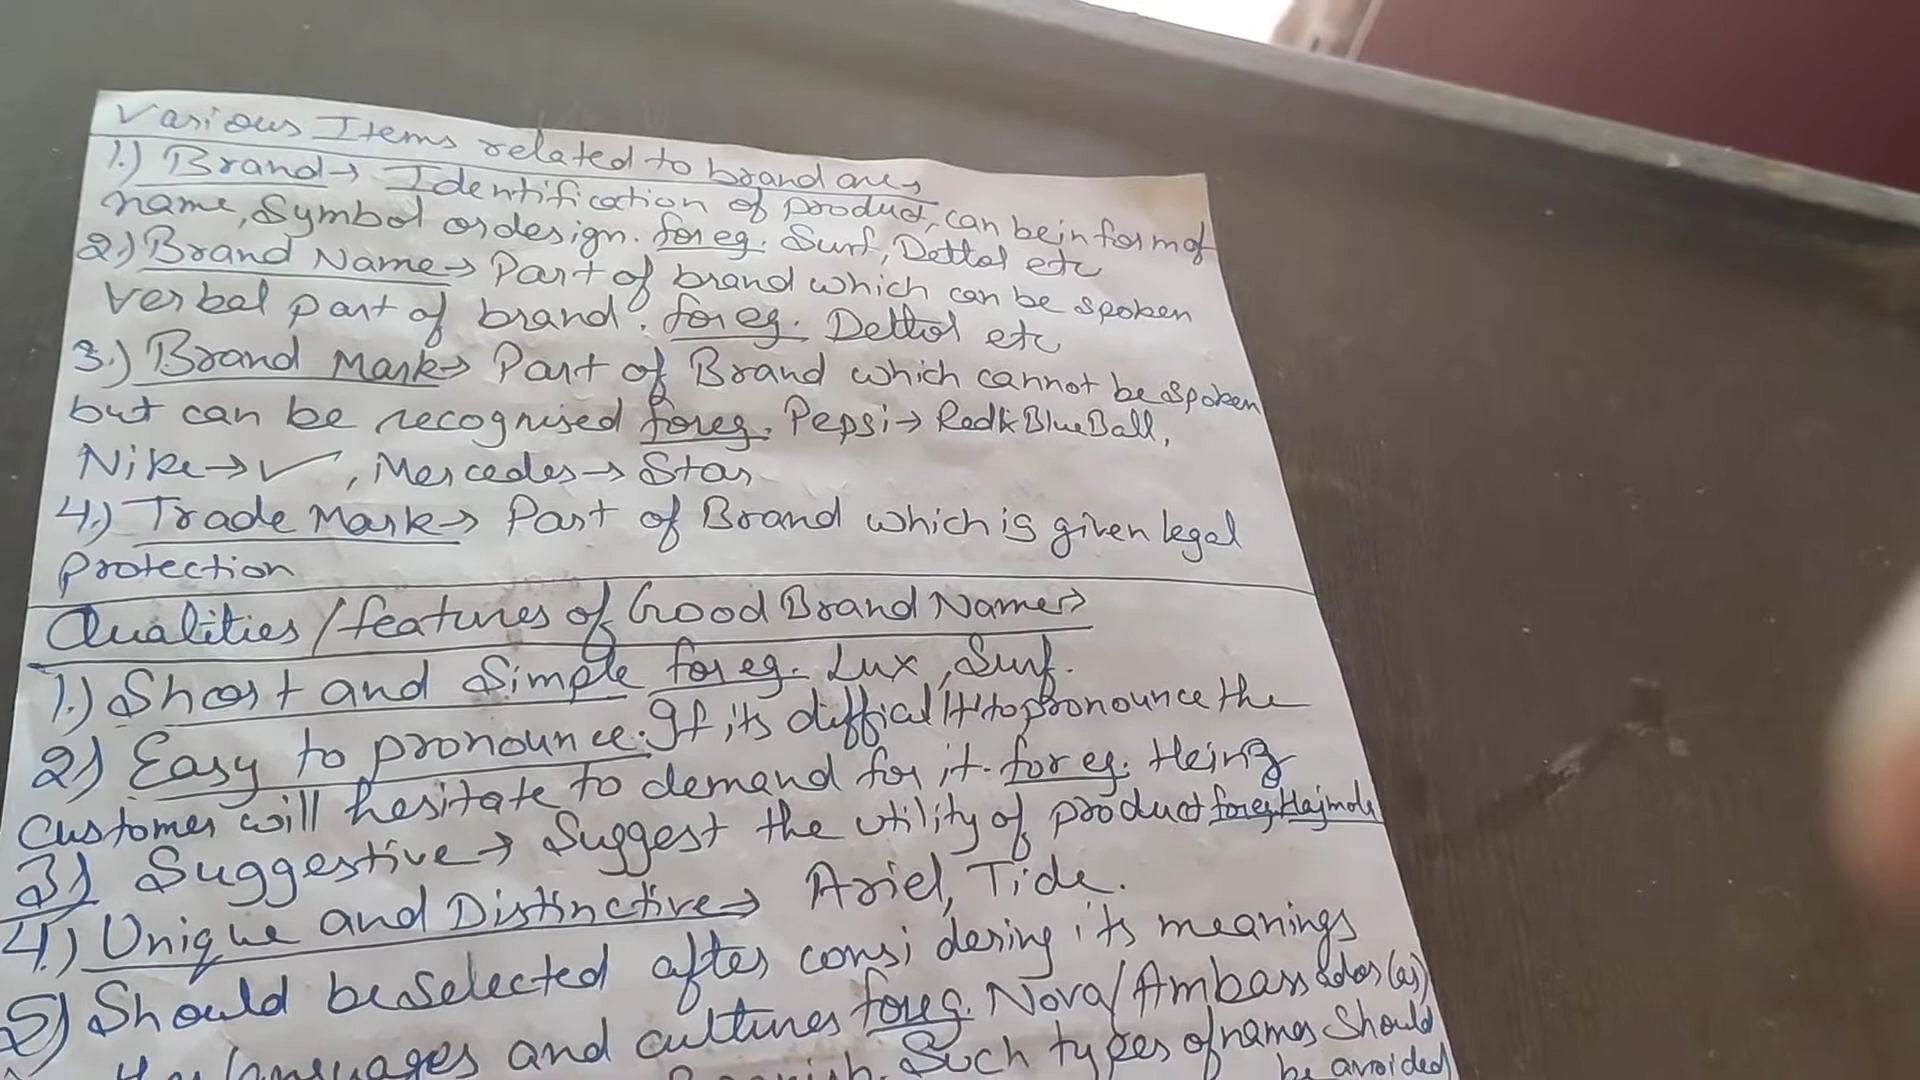 Various Items related to brand are→
1.) Brand→ Identification of product, can be in form of
name, Symbol or design. for eg. Surf, Dettol etc
2.) Brand Name→ Part of brand which can be spoken
Verbal part of brand. for eg. Dettol etc
3.) Brand Mark→ Part of Brand which cannot be spoken
but can be recognised for eg. Pepsi→ Red & Blue Ball,
Nike→ ✓, Mercedes→ Star
4.) Trade Mark→ Part of Brand which is given legal
Protection
Qualities/features of Good Brand Name→
1.) Short and Simple for eg. Lux, Surf.
2) Easy to pronounce. If its difficult to pronounce the
Customer will hesitate to demand for it. for eg. Heinz
3) Suggestive→ Suggest the utility of product for eg Hajmola
4.) Unique and Distinctive→ Ariel, Tide.
5) Should be Selected after considering its meanings
languages and cultures for eg. Nova/Ambassador(as)
Such types of names Should
be avoided